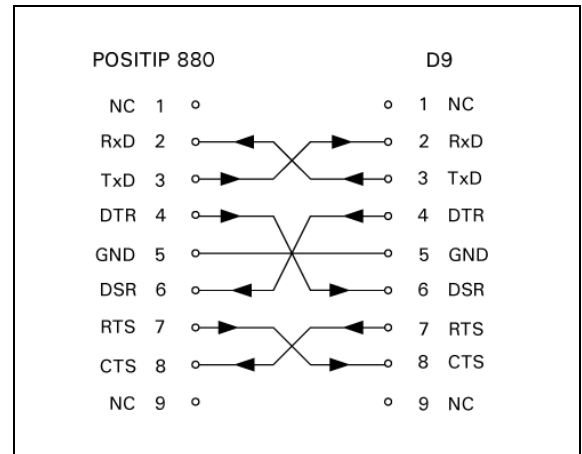 POSITIP 880 D9
NC 1 1 NC
RxD 2 2 RxD
TxD 3 3 TxD
DTR 4 4 DTR
GND 5 5 GND
DSR 6 6 DSR
RTS 7 7 RTS
CTS 8 8 CTS
NC 9 9 NC